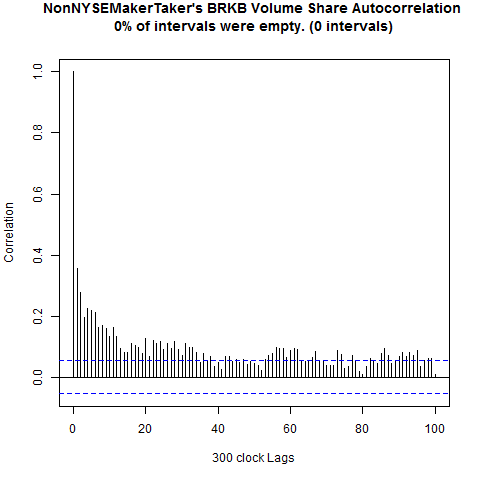 NonNYSEMakerTaker's BRKB Volume Share Autocorrelation
0% of intervals were empty. (0 intervals)
Correlation
1.0
0.8
0.6
0.4
0.2
0.0
0 20 40 60 80 100
300 clock Lags